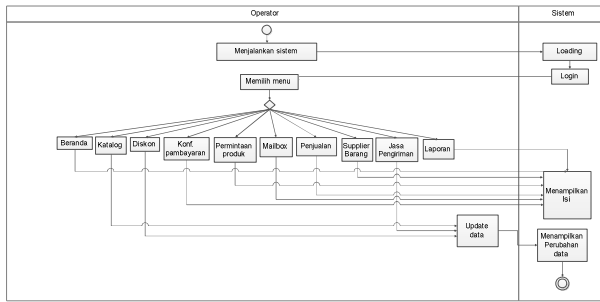 Operator
Sistem
Menjalankan sistem
Loading
Login
Memilih menu
Beranda
Katalog
Diskon
Konf.
pambayaran
Permintaan
produk
Mailbox
Penjualan
Supplier
Barang
Jasa
Pengiriman
Laporan
Menampilkan
Isi
Update
data
Menampilkan
Perubahan
data